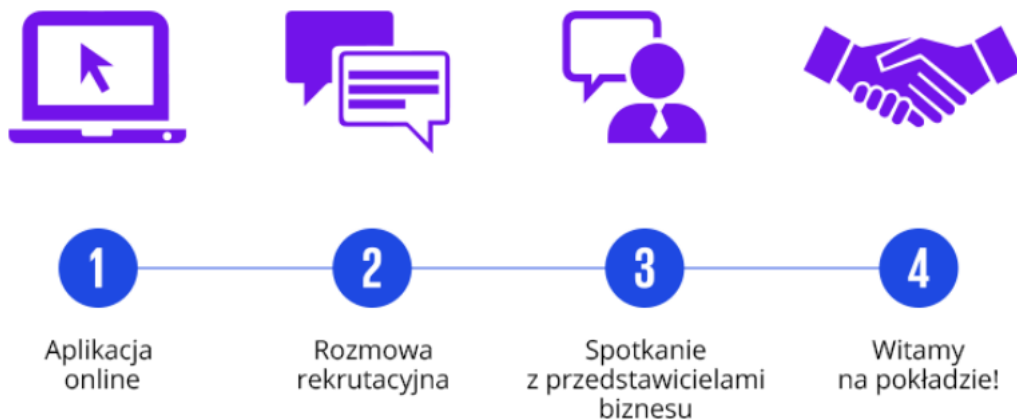 1
Aplikacja
online
2
Rozmowa
rekrutacyjna
3
Spotkanie
z przedstawicielami
biznesu
4
Witamy
na pokładzie!